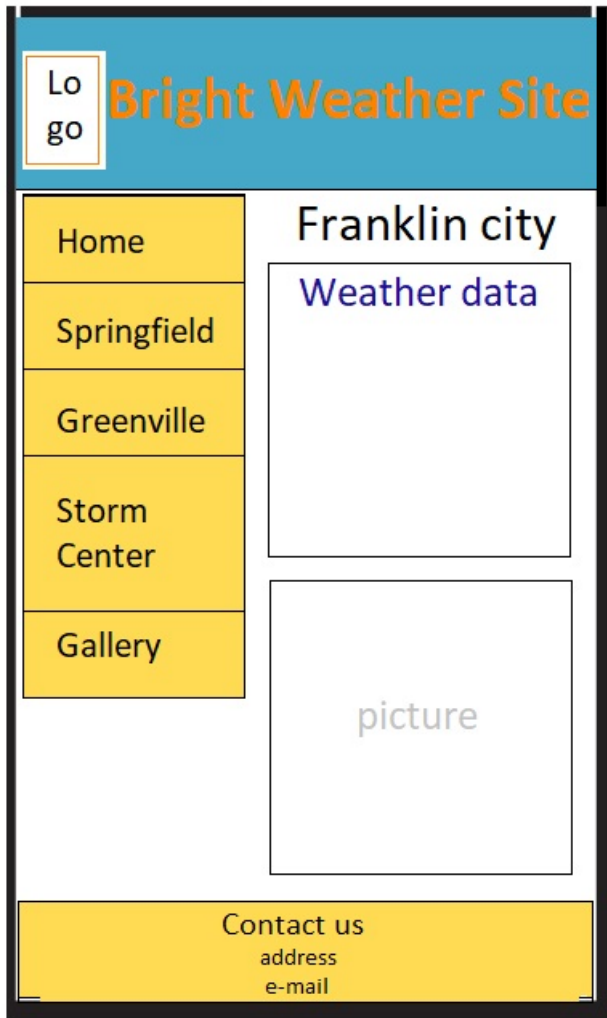 Lo
go
Bright Weather Site
Home
Springfield
Greenville
Storm
Center
Gallery
Franklin city
Weather data
picture
Contact us
address
e-mail